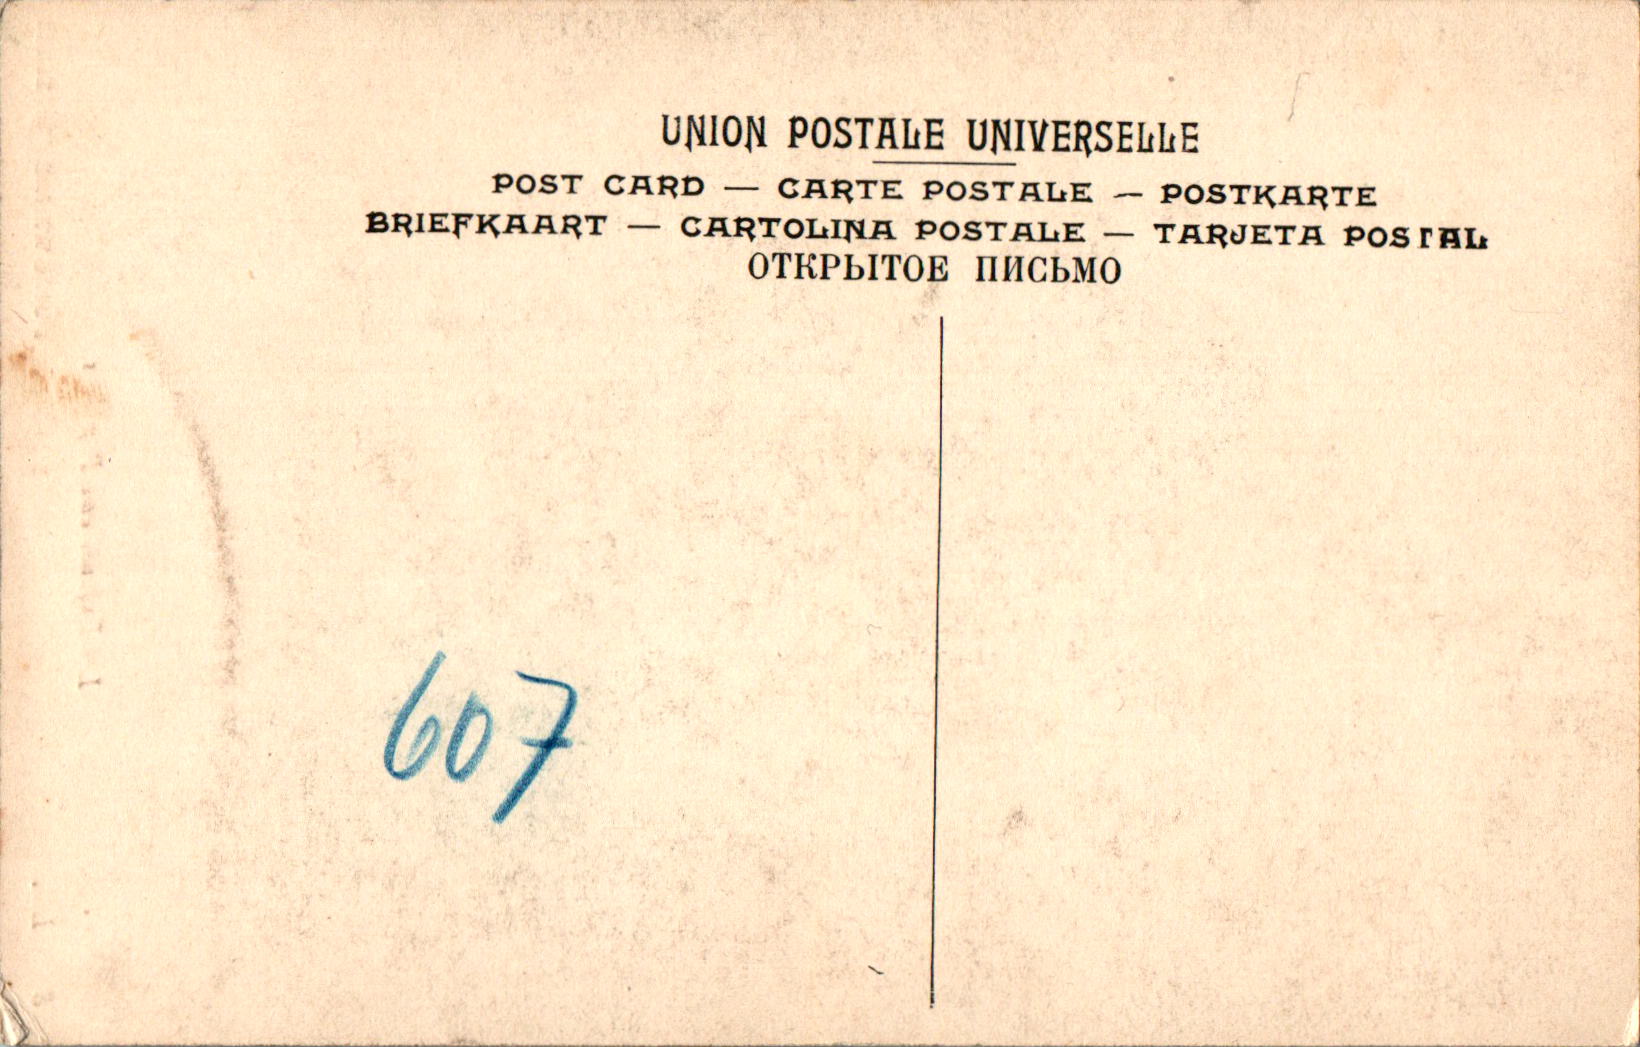 UNION POSTALE UNIVERSELLE
POST CARD — CARTE POSTALE — POSTKARTE
BRIEFKAART — CARTOLINA POSTALE — TARJETA POSTAL
ОТКРЫТОЕ ПИСЬМО
607